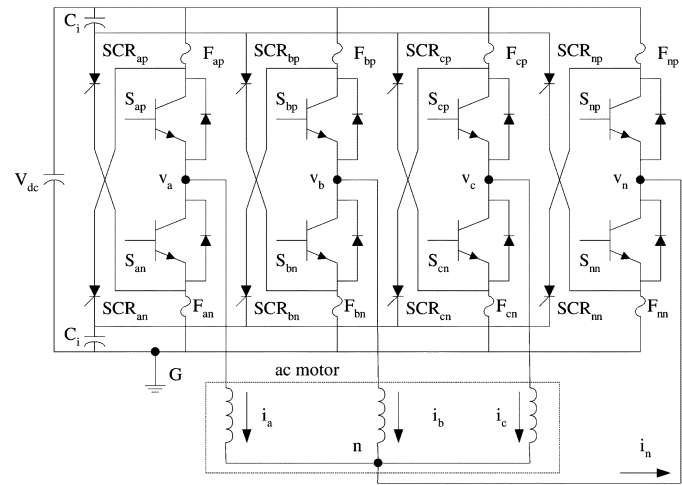 C_i
SCR_ap F_ap SCR_bp F_bp SCR_cp F_cp SCR_np F_np
S_ap S_bp S_cp S_np
V_dc v_a v_b v_c v_n
S_an S_bn S_cn S_nn
SCR_an F_an SCR_bn F_bn SCR_cn F_cn SCR_nn F_nn
C_i
G ac motor
i_a i_b i_c
n i_n